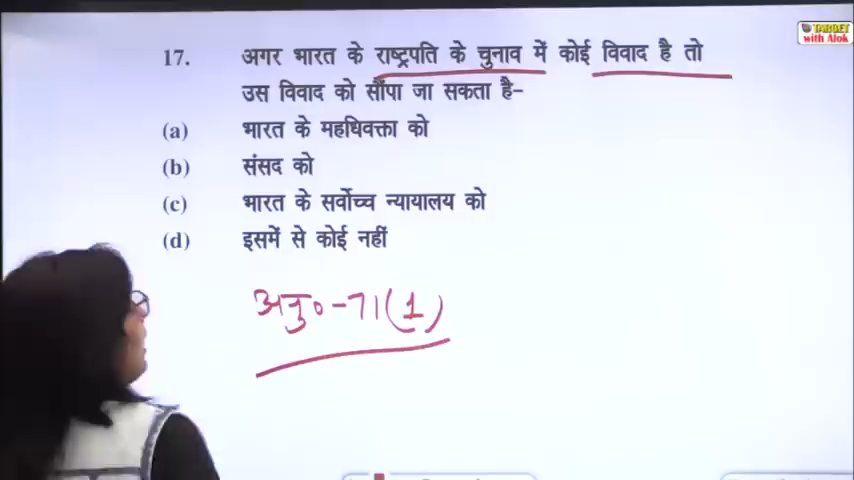 TARGET
with Alok
17. अगर भारत के राष्ट्रपति के चुनाव में कोई विवाद है तो
उस विवाद को सौंपा जा सकता है-
(a) भारत के महधिवक्ता को
(b) संसद को
(c) भारत के सर्वोच्च न्यायालय को
(d) इसमें से कोई नहीं
अनु०-71(1)